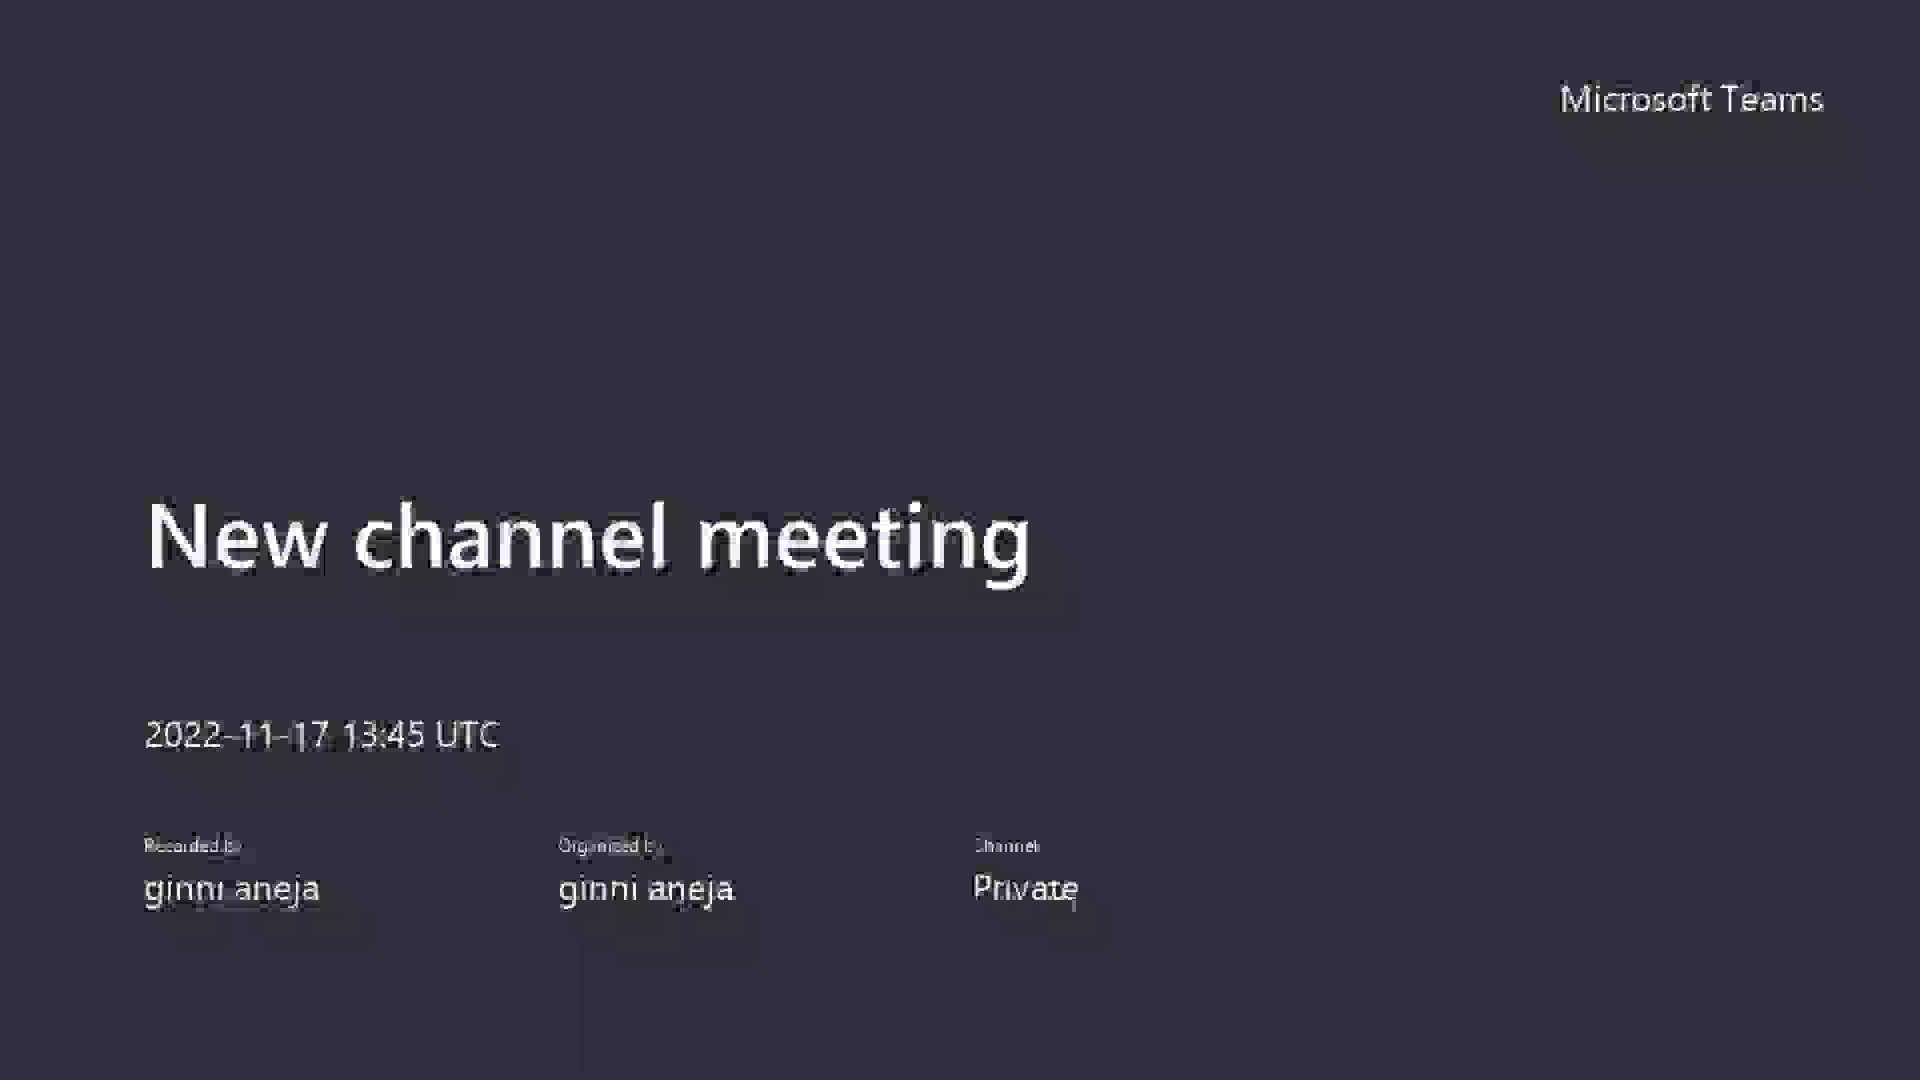 Microsoft Teams
New channel meeting
2022-11-17 13:45 UTC
Recorded by
Organized by
Channel
ginni aneja
ginni aneja
Private